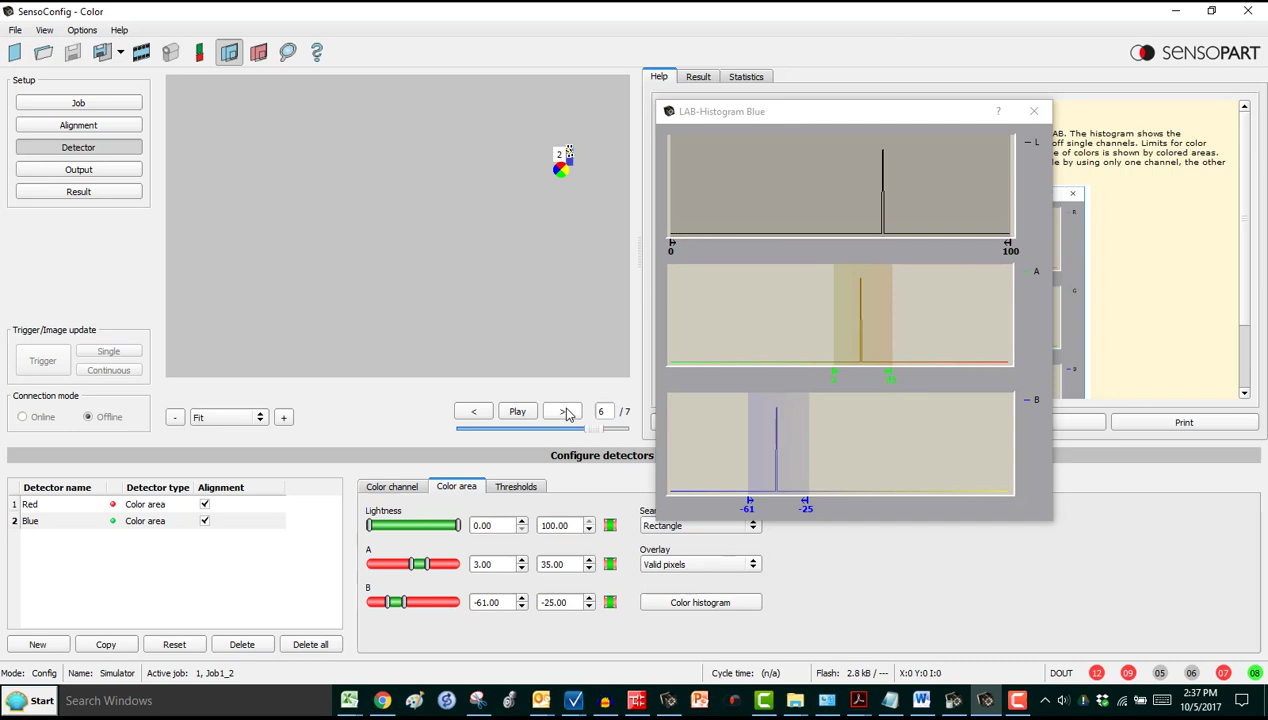 SensoConfig - Color
File View Options Help
SENSOPART
Setup
Job
Alignment
Detector
Output
Result
Trigger/Image update
Trigger
Single
Continuous
Connection mode
Online
Offline
2
-
Fit
+
<
Play
>
6 / 7
Help Result Statistics
AB. The histogram shows the
off single channels. Limits for color
e of colors is shown by colored areas.
le by using only one channel, the other
LAB-Histogram Blue
?
L
0
100
A
35
B
-61
-25
Print
Configure detectors
Detector name Detector type Alignment
1 Red Color area
2 Blue Color area
New Copy Reset Delete Delete all
Color channel Color area Thresholds
Lightness
0.00 100.00
A
3.00 35.00
B
-61.00 -25.00
Rectangle
Overlay
Valid pixels
Color histogram
Mode: Config Name: Simulator Active job: 1, Job1_2 Cycle time: (n/a) Flash: 2.8 kB / --- X:0 Y:0 I:0 DOUT 12 09 05 06 07 08
Start Search Windows
2:37 PM
10/5/2017